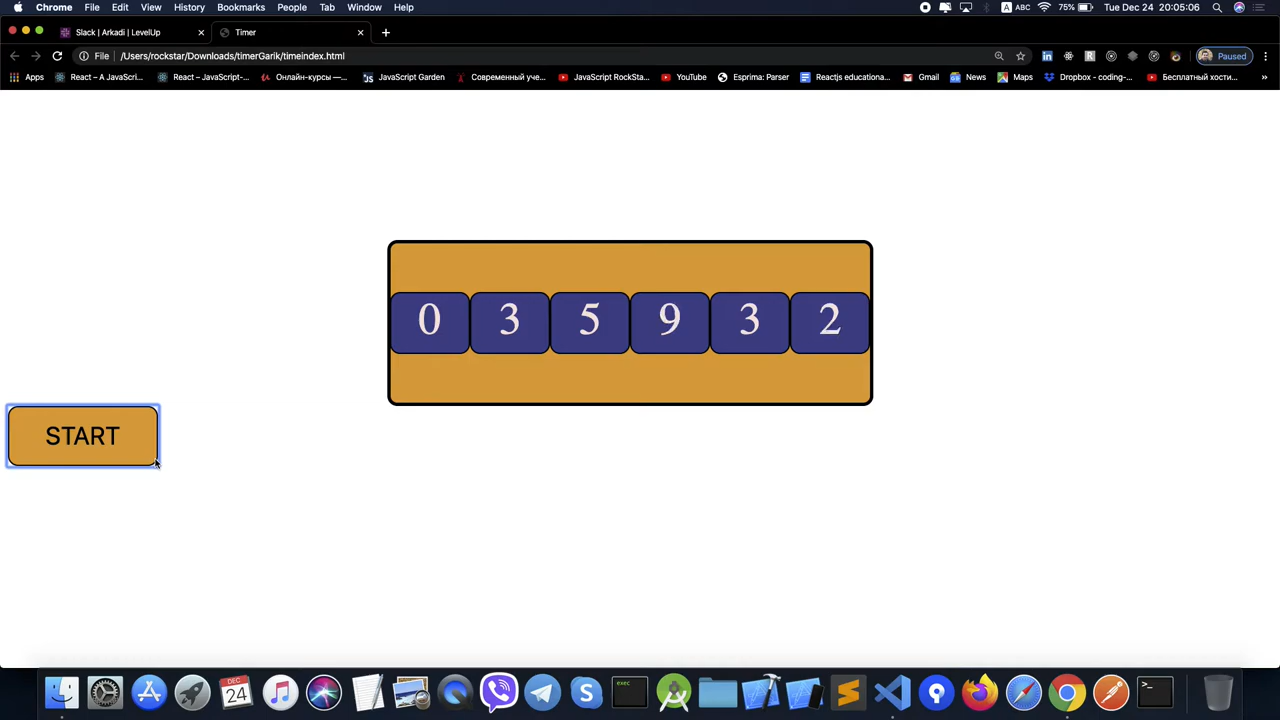 Chrome File Edit View History Bookmarks People Tab Window Help A ABC 75% Tue Dec 24 20:05:06
Slack | Arkadi | LevelUp Timer
File /Users/rockstar/Downloads/timerGarik/timeindex.html Paused
Apps React – A JavaScri... React – JavaScript-... Онлайн-курсы —... JavaScript Garden Современный уче... JavaScript RockSta... YouTube Esprima: Parser Reactjs educationa... Gmail News Maps Dropbox - coding-... Бесплатный хости...
0 3 5 9 3 2
START
DEC
24
exec